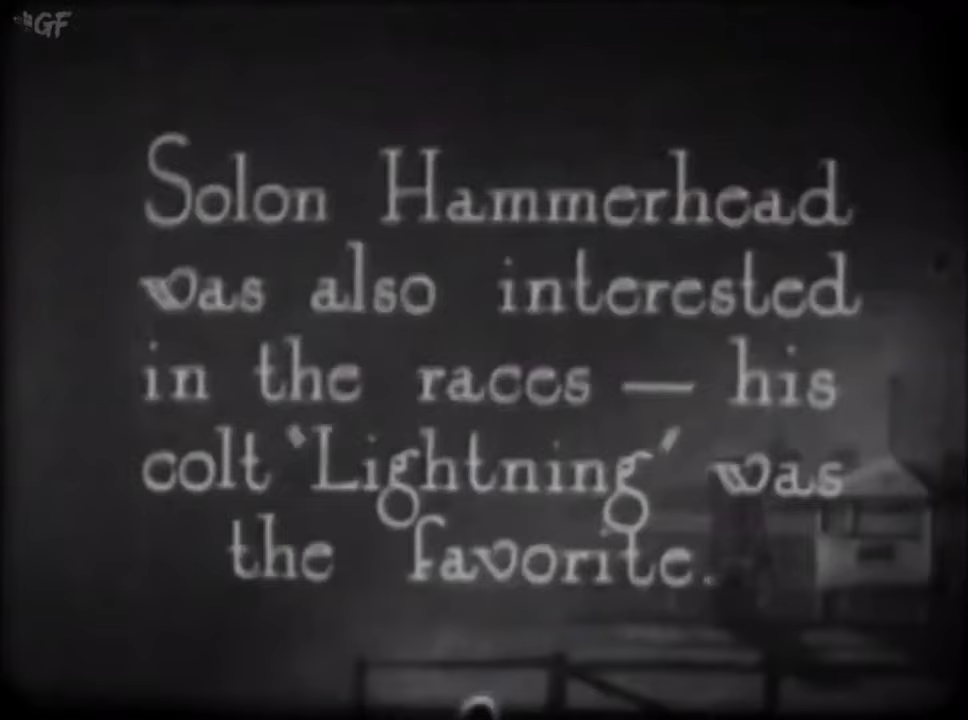 GF
Solon Hammerhead
was also interested
in the races — his
colt 'Lightning' was
the favorite.